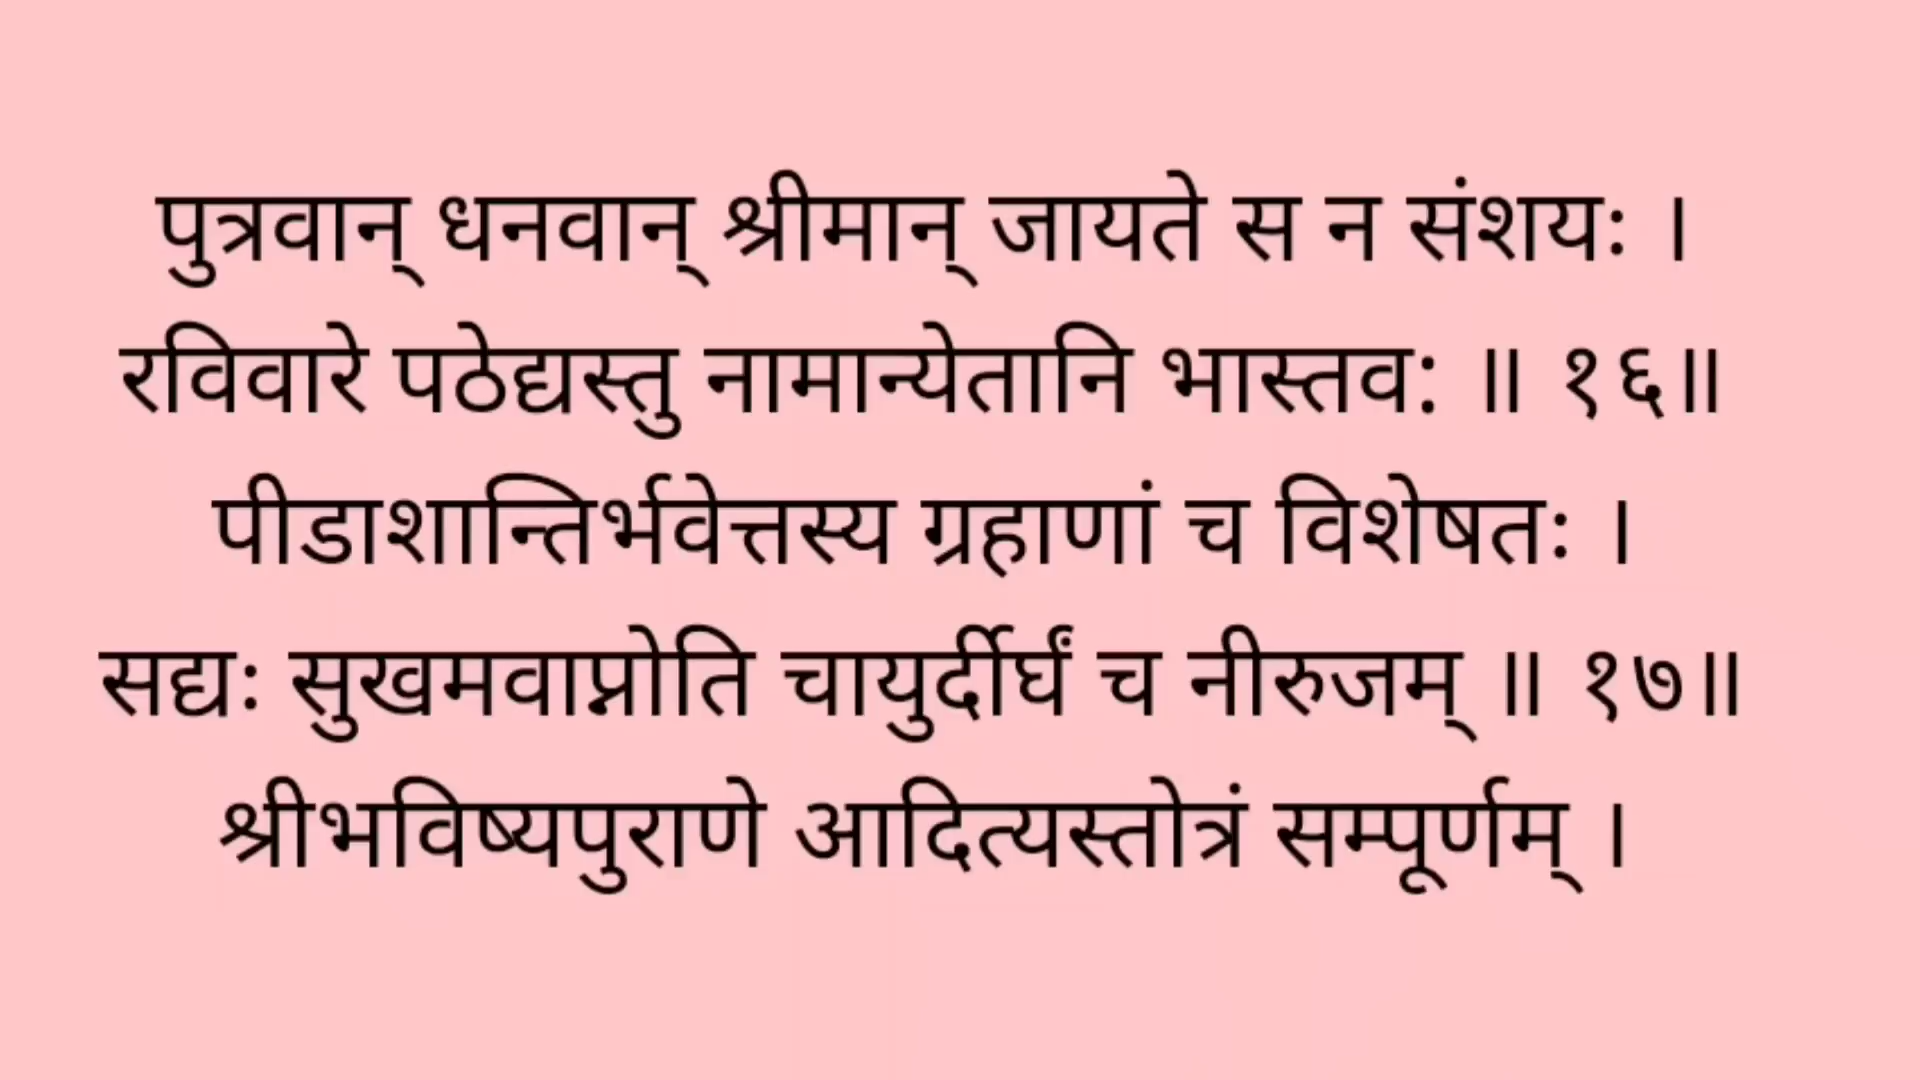 पुत्रवान् धनवान् श्रीमान् जायते स न संशयः ।
रविवारे पठेद्यस्तु नामान्येतानि भास्तव: ॥ १६॥
पीडाशान्तिर्भवेत्तस्य ग्रहाणां च विशेषतः ।
सद्यः सुखमवाप्नोति चायुर्दीर्घं च नीरुजम् ॥ १७॥
श्रीभविष्यपुराणे आदित्यस्तोत्रं सम्पूर्णम् ।